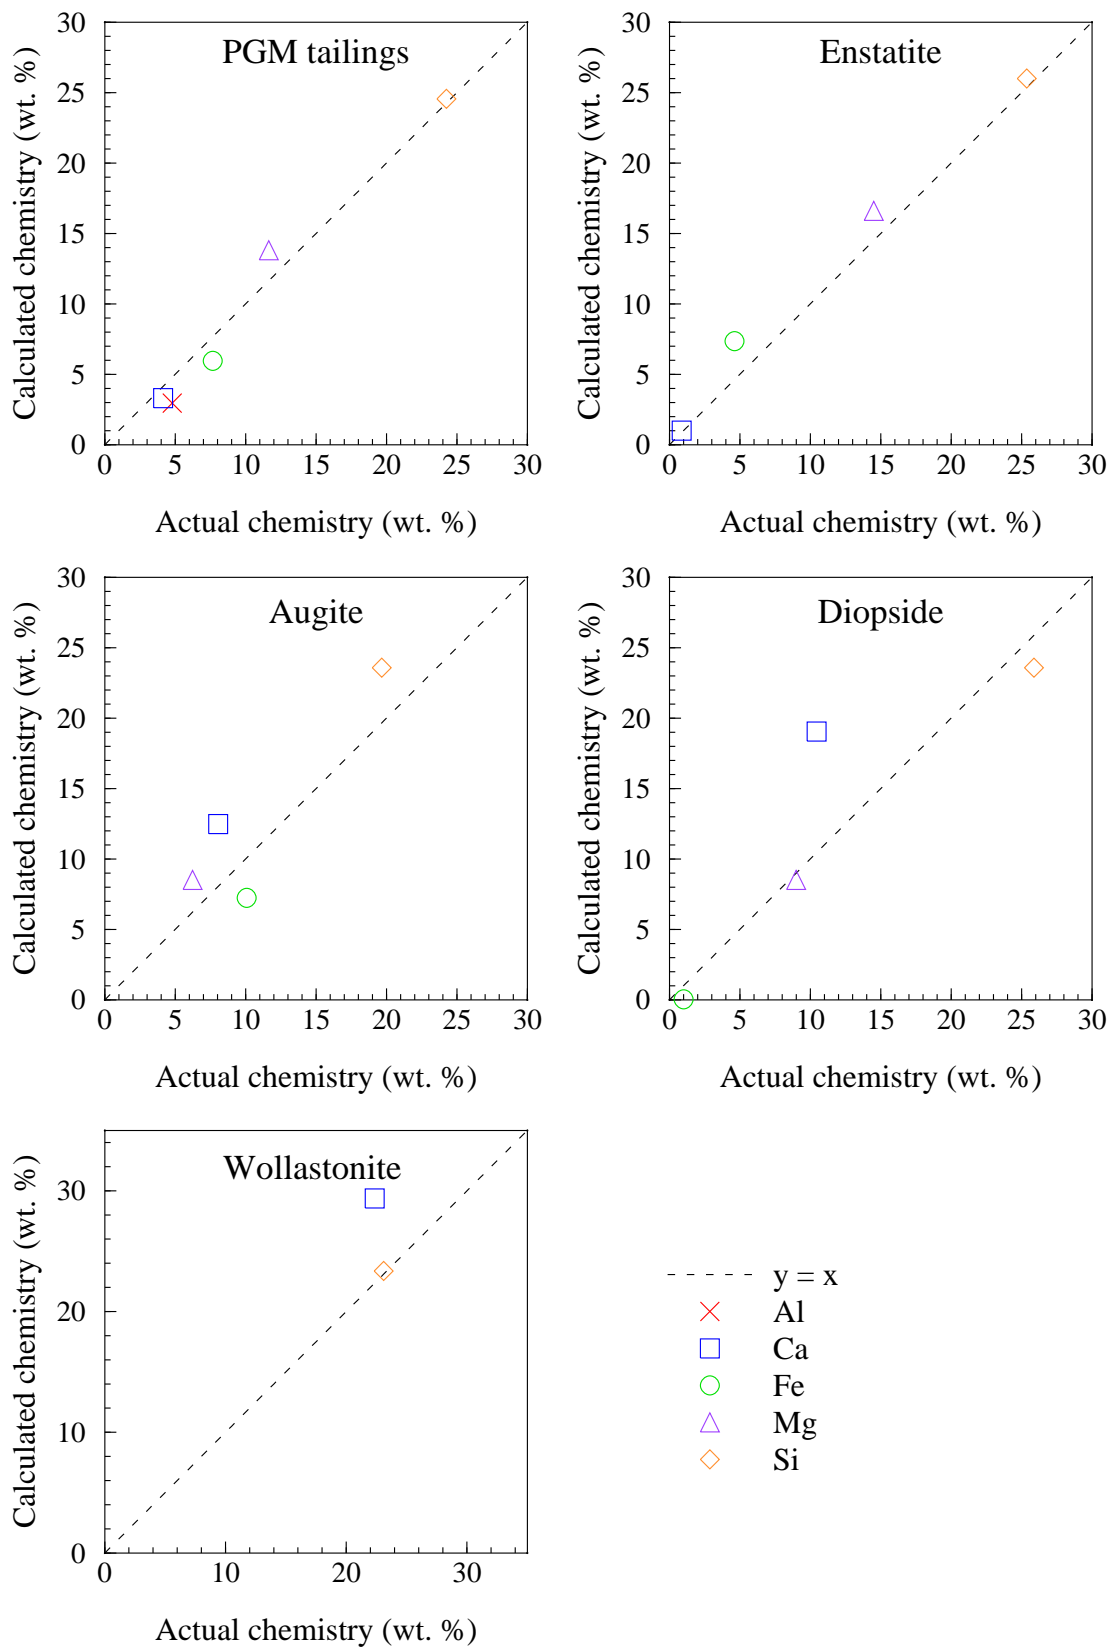 PGM tailings
Calculated chemistry (wt. %)
30
25
20
15
10
5
0
0 5 10 15 20 25 30
Actual chemistry (wt. %)
Enstatite
Calculated chemistry (wt. %)
30
25
20
15
10
5
0
0 5 10 15 20 25 30
Actual chemistry (wt. %)
Augite
Calculated chemistry (wt. %)
30
25
20
15
10
5
0
0 5 10 15 20 25 30
Actual chemistry (wt. %)
Diopside
Calculated chemistry (wt. %)
30
25
20
15
10
5
0
0 5 10 15 20 25 30
Actual chemistry (wt. %)
Wollastonite
Calculated chemistry (wt. %)
30
20
10
0
0 10 20 30
Actual chemistry (wt. %)
y = x
Al
Ca
Fe
Mg
Si